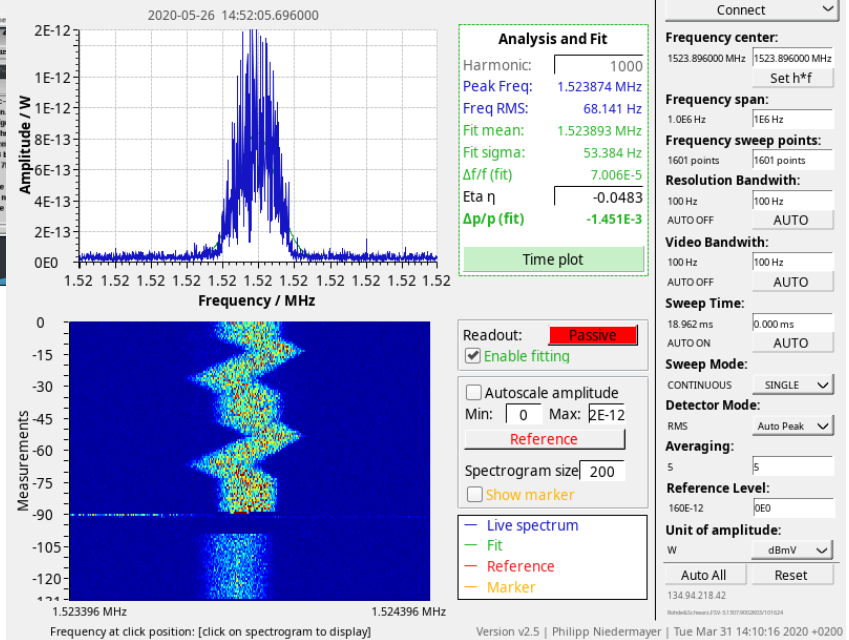 2020-05-26 14:52:05.696000
2E-12
1E-12
1E-12
8E-13
6E-13
4E-13
2E-13
0E0
Amplitude / W
1.52 1.52 1.52 1.52 1.52 1.52 1.52 1.52 1.52 1.52 1.52
Frequency / MHz
0
-15
-30
-45
-60
-75
-90
-105
-120
Measurements
1.523396 MHz 1.524396 MHz
Frequency at click position: [click on spectrogram to display]
Analysis and Fit
Harmonic: 1000
Peak Freq: 1.523874 MHz
Freq RMS: 68.141 Hz
Fit mean: 1.523893 MHz
Fit sigma: 53.384 Hz
Δf/f (fit) 7.006E-5
Eta η -0.0483
Δp/p (fit) -1.451E-3
Time plot
Readout: Passive
Enable fitting
Autoscale amplitude
Min: 0 Max: 2E-12
Reference
Spectrogram size 200
Show marker
Live spectrum
Fit
Reference
Marker
Connect
Frequency center:
1523.896000 MHz 1523.896000 MHz
Set h*f
Frequency span:
1.0E6 Hz 1E6 Hz
Frequency sweep points:
1601 points 1601 points
Resolution Bandwith:
100 Hz 100 Hz
AUTO OFF AUTO
Video Bandwith:
100 Hz 100 Hz
AUTO OFF AUTO
Sweep Time:
18.962 ms 0.000 ms
AUTO ON AUTO
Sweep Mode:
CONTINUOUS SINGLE
Detector Mode:
RMS Auto Peak
Averaging:
5 5
Reference Level:
160E-12 0E0
Unit of amplitude:
W dBmV
Auto All Reset
134.94.218.42
Version v2.5 | Philipp Niedermayer | Tue Mar 31 14:10:16 2020 +0200